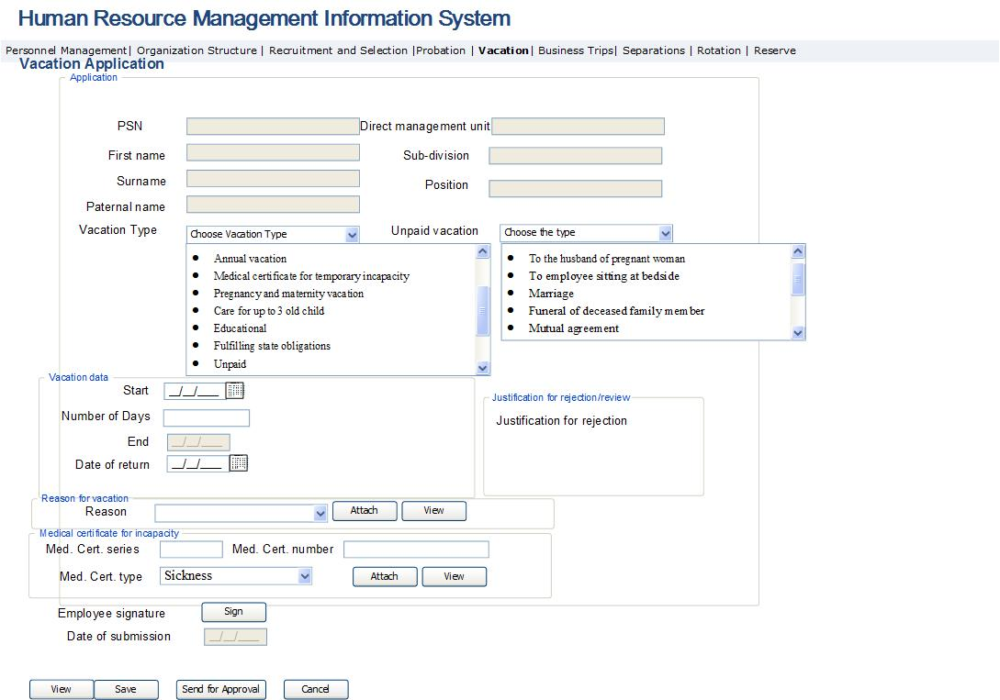 Human Resource Management Information System
Personnel Management| Organization Structure | Recruitment and Selection |Probation | Vacation| Business Trips| Separations | Rotation | Reserve
Vacation Application
Application
PSN Direct management unit
First name Sub-division
Surname Position
Paternal name
Vacation Type Choose Vacation Type Unpaid vacation Choose the type
• Annual vacation
• Medical certificate for temporary incapacity
• Pregnancy and maternity vacation
• Care for up to 3 old child
• Educational
• Fulfilling state obligations
• Unpaid
• To the husband of pregnant woman
• To employee sitting at bedside
• Marriage
• Funeral of deceased family member
• Mutual agreement
Vacation data
Start __/__/___
Number of Days
End __/__/___
Date of return __/__/___
Justification for rejection/review
Justification for rejection
Reason for vacation
Reason Attach View
Medical certificate for incapacity
Med. Cert. series Med. Cert. number
Med. Cert. type Sickness Attach View
Employee signature Sign
Date of submission __/__/___
View Save Send for Approval Cancel